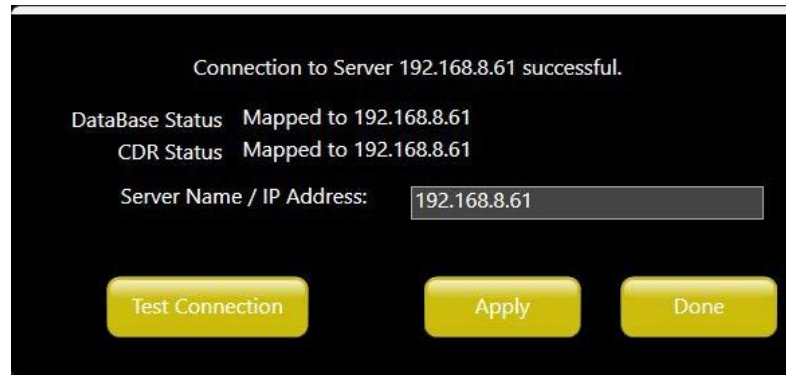 Connection to Server 192.168.8.61 successful.
DataBase Status Mapped to 192.168.8.61
CDR Status Mapped to 192.168.8.61
Server Name / IP Address: 192.168.8.61
Test Connection Apply Done